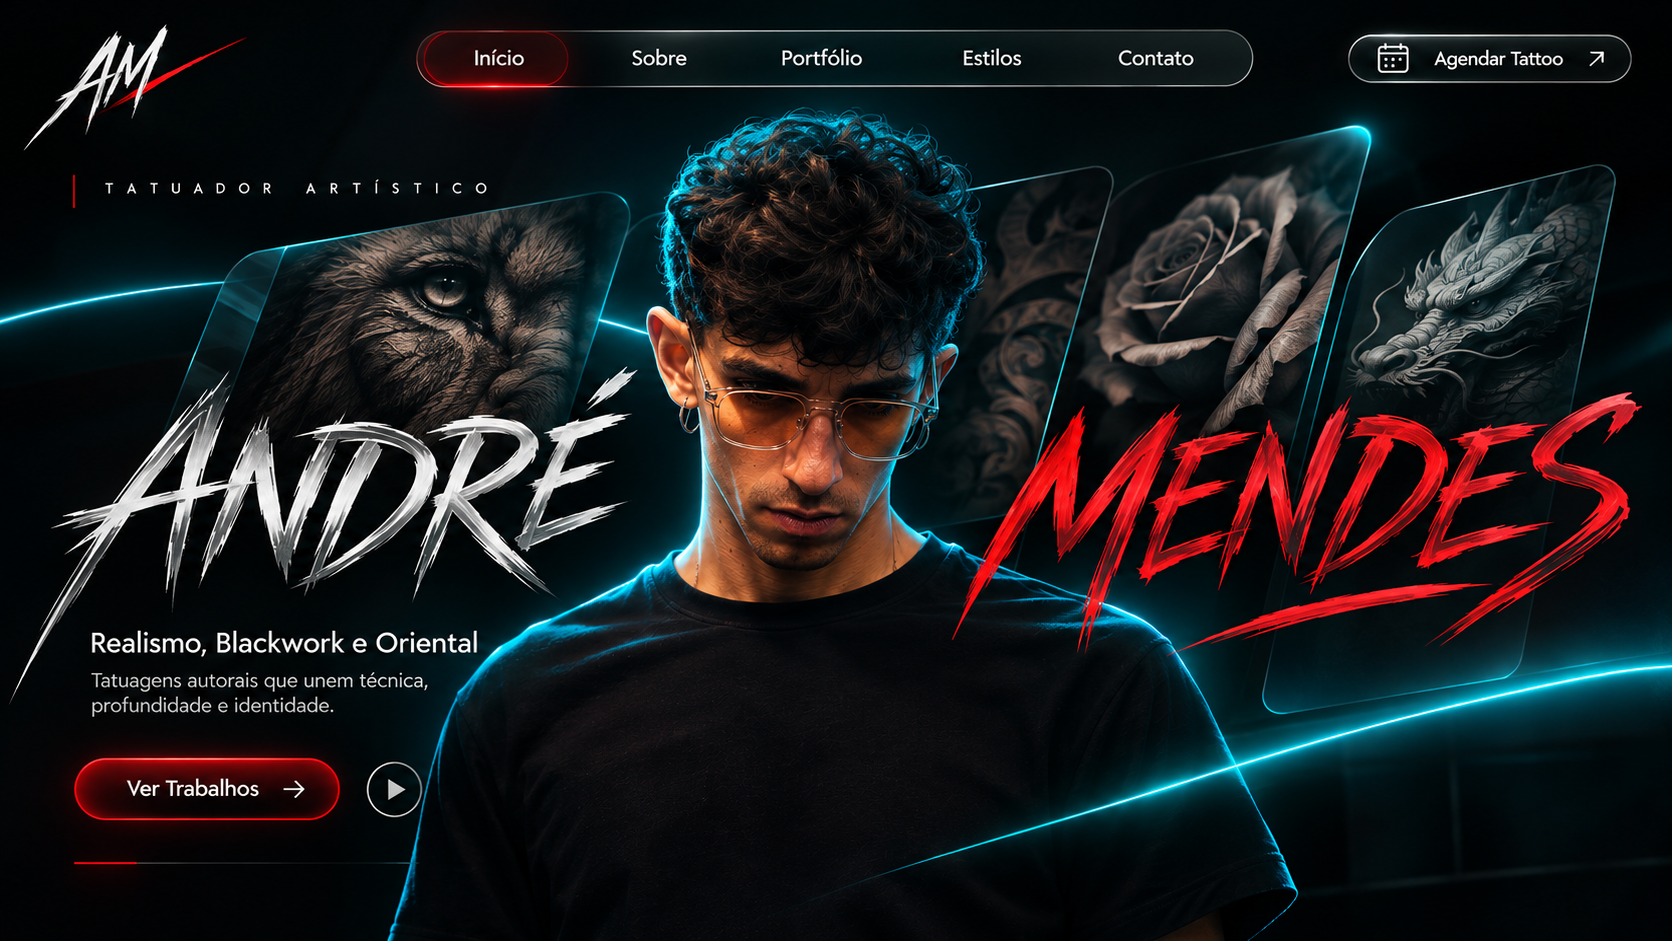 AM
Início
Sobre
Portfólio
Estilos
Contato
Agendar Tattoo
TATUADOR ARTÍSTICO
ANDRÉ
MENDES
Realismo, Blackwork e Oriental
Tatuagens autorais que unem técnica,
profundidade e identidade.
Ver Trabalhos